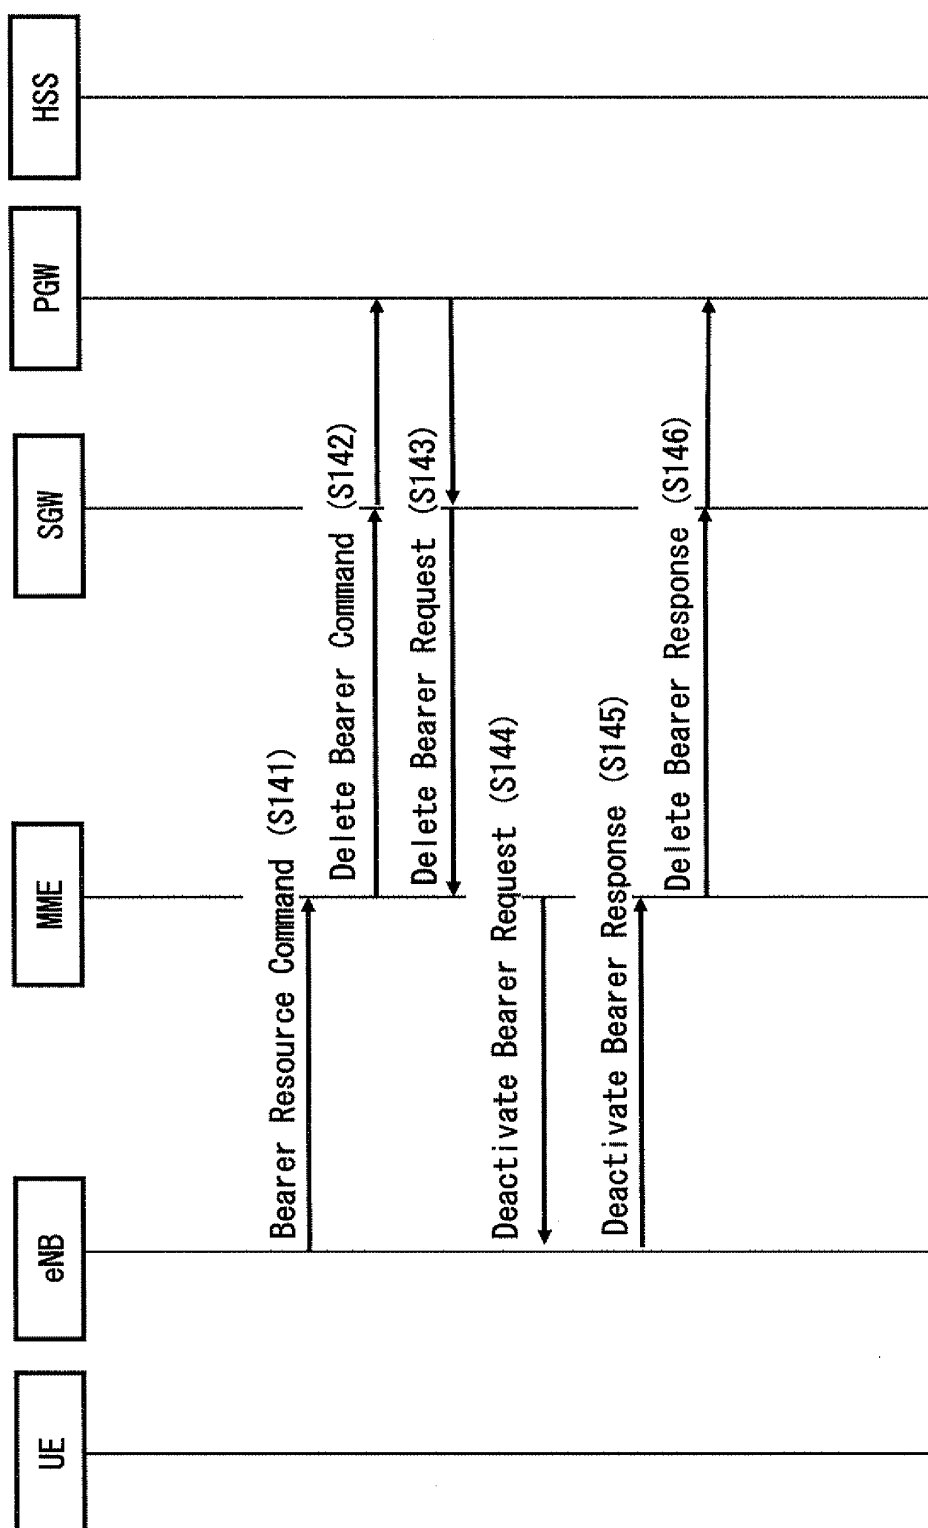 UE
eNB
MME
SGW
PGW
HSS
Bearer Resource Command (S141)
Delete Bearer Command (S142)
Delete Bearer Request (S143)
Deactivate Bearer Request (S144)
Deactivate Bearer Response (S145)
Delete Bearer Response (S146)